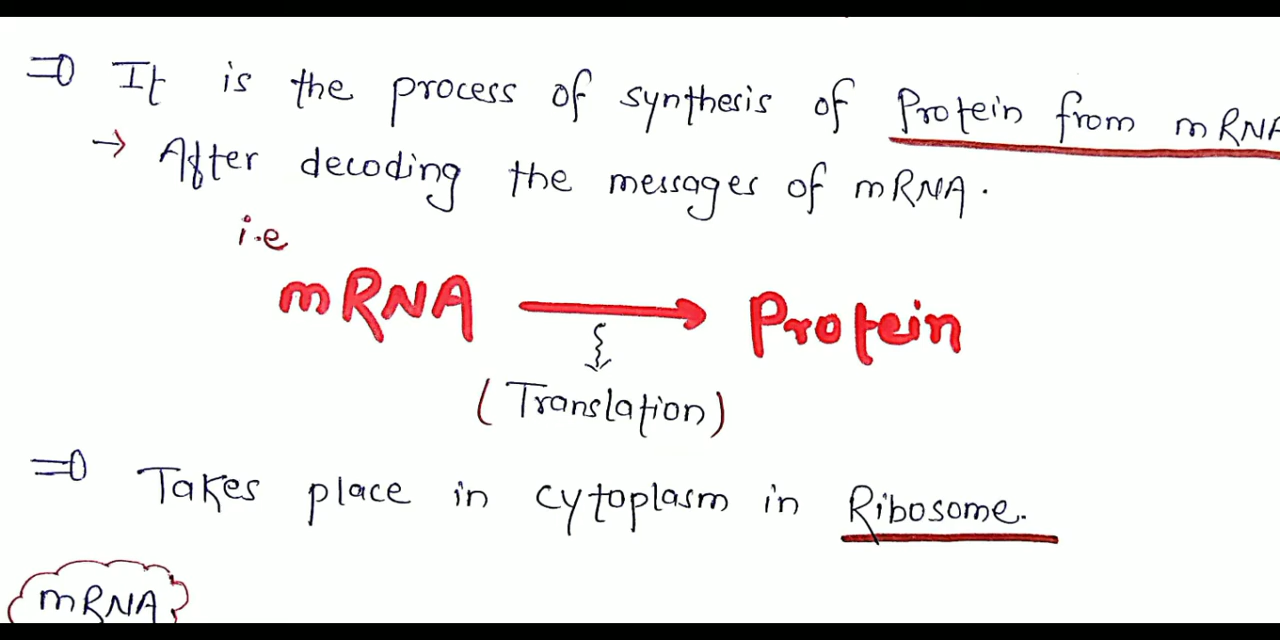 ⇒ It is the process of synthesis of Protein from mRNA
→ After decoding the messages of mRNA.
i.e
mRNA → Protein
(Translation)
⇒ Takes place in cytoplasm in Ribosome.
mRNA